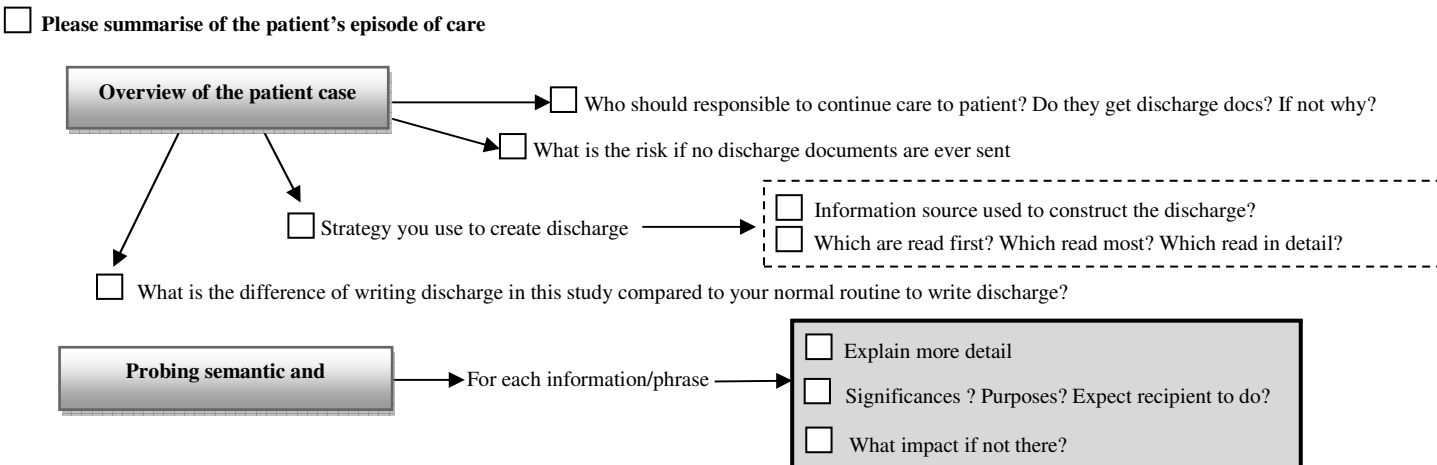 Please summarise of the patient's episode of care
Overview of the patient case
Who should responsible to continue care to patient? Do they get discharge docs? If not why?
What is the risk if no discharge documents are ever sent
Strategy you use to create discharge
Information source used to construct the discharge?
Which are read first? Which read most? Which read in detail?
What is the difference of writing discharge in this study compared to your normal routine to write discharge?
Probing semantic and
For each information/phrase
Explain more detail
Significances ? Purposes? Expect recipient to do?
What impact if not there?